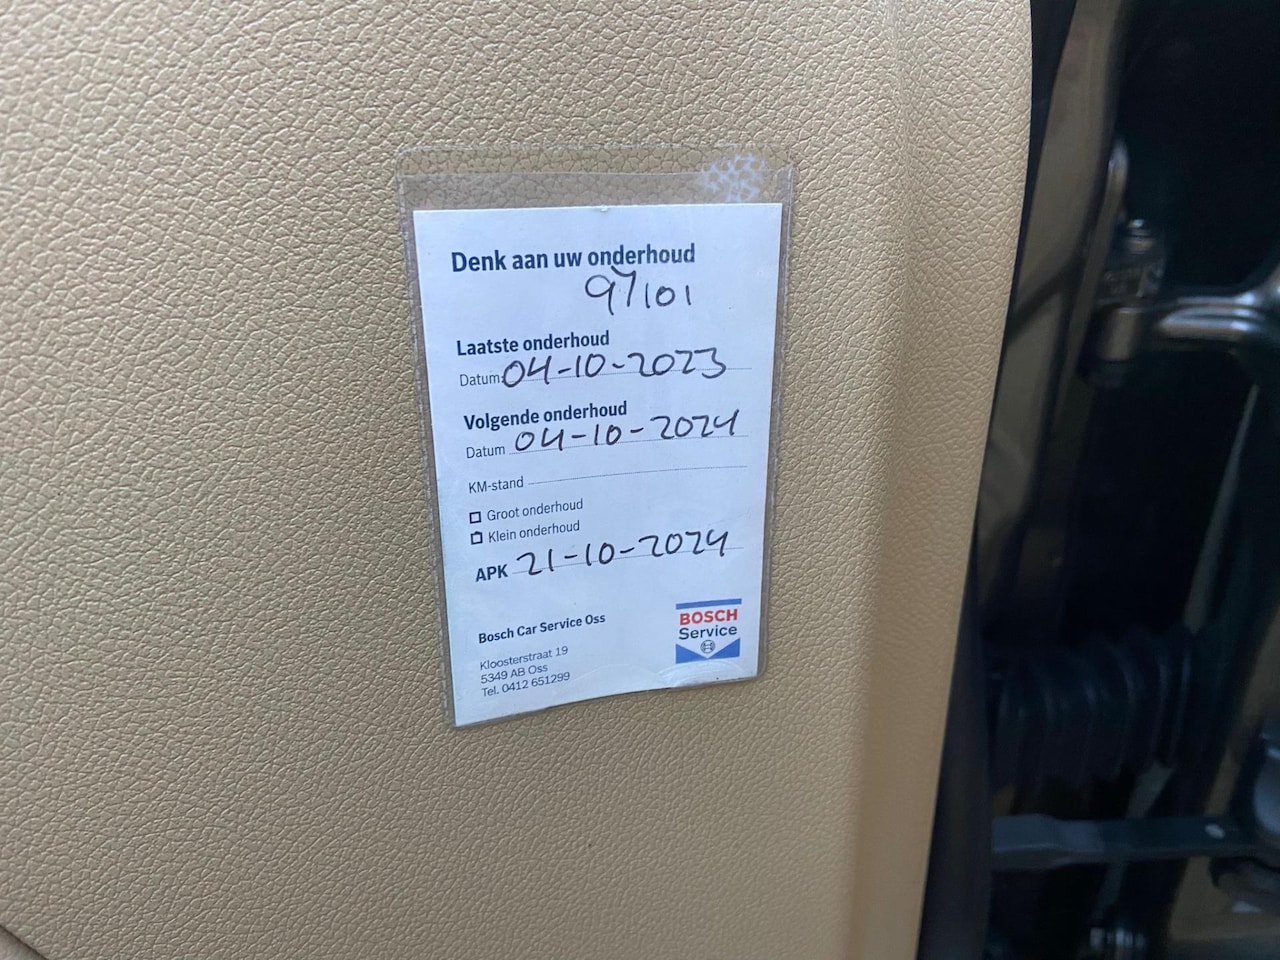 Denk aan uw onderhoud
97101
Laatste onderhoud
Datum: 04-10-2023
Volgende onderhoud
Datum 04-10-2024
KM-stand
Groot onderhoud
Klein onderhoud
APK 21-10-2024
Bosch Car Service Oss
Kloosterstraat 19
5349 AB Oss
Tel. 0412 651299
BOSCH
Service